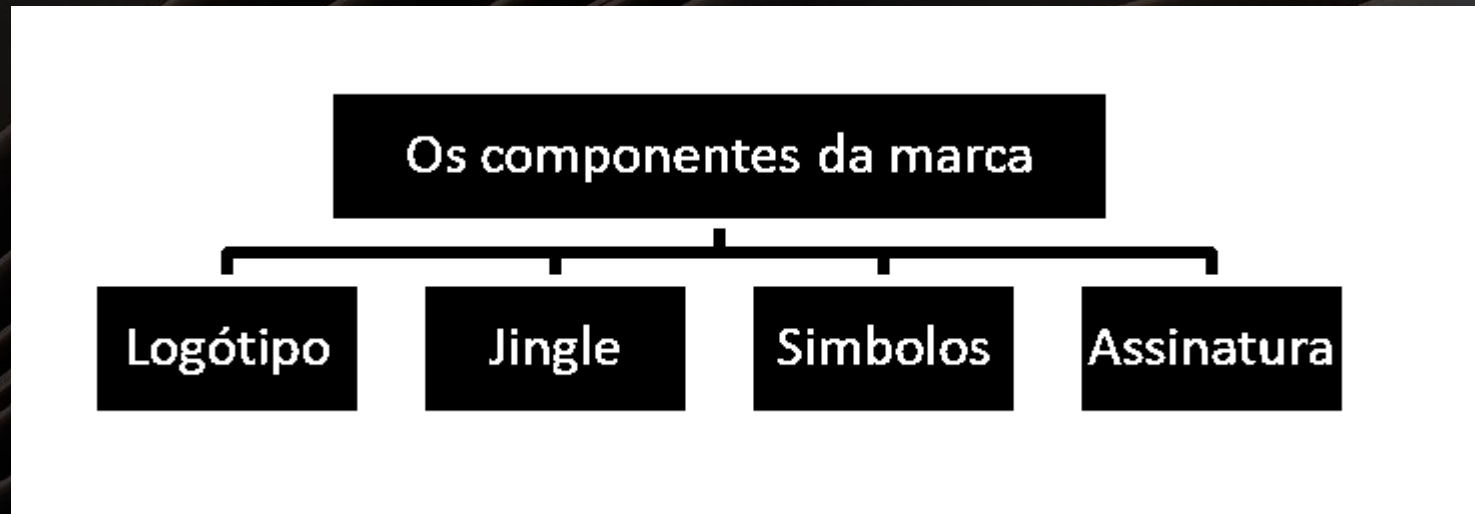 Os componentes da marca
Logótipo
Jingle
Simbolos
Assinatura